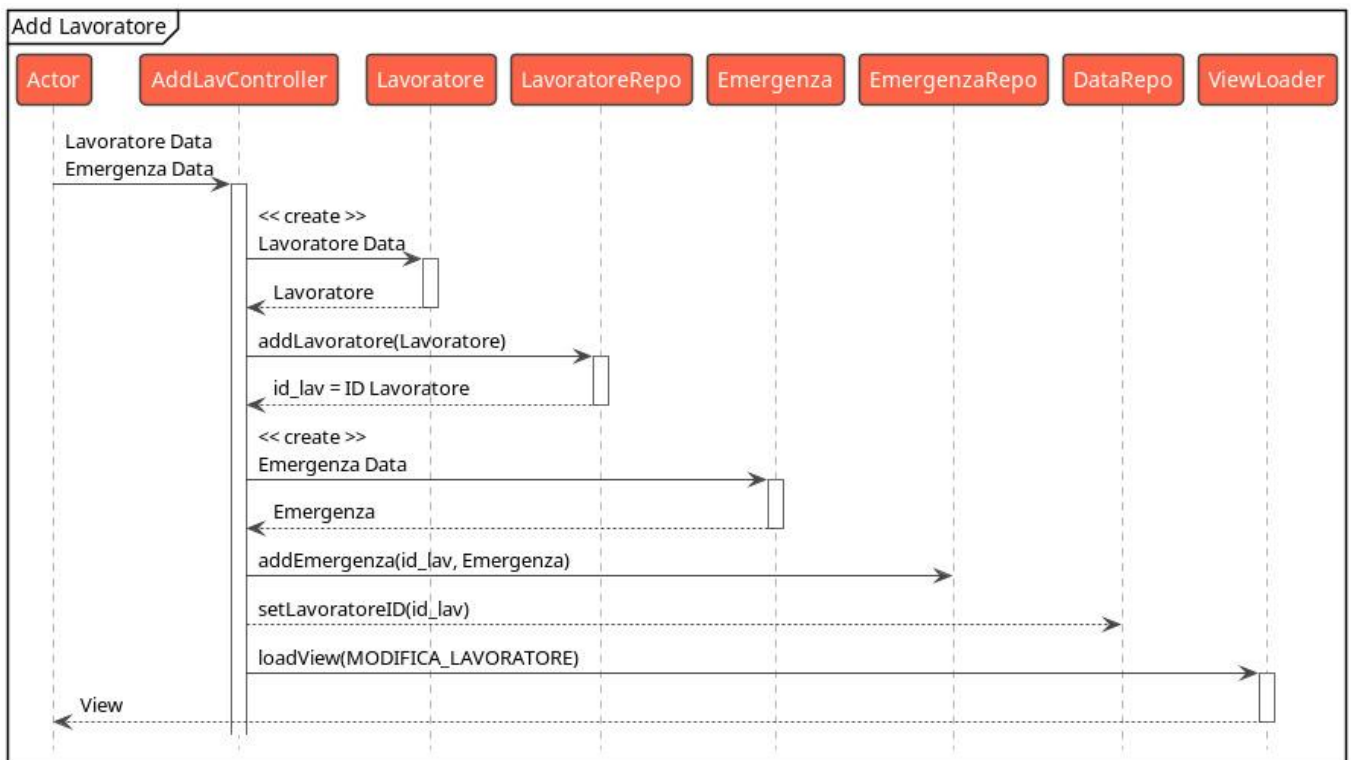 Add Lavoratore
Actor
AddLavController
Lavoratore
LavoratoreRepo
Emergenza
EmergenzaRepo
DataRepo
ViewLoader
Lavoratore Data
Emergenza Data
<< create >>
Lavoratore Data
Lavoratore
addLavoratore(Lavoratore)
id_lav = ID Lavoratore
<< create >>
Emergenza Data
Emergenza
addEmergenza(id_lav, Emergenza)
setLavoratoreID(id_lav)
loadView(MODIFICA_LAVORATORE)
View